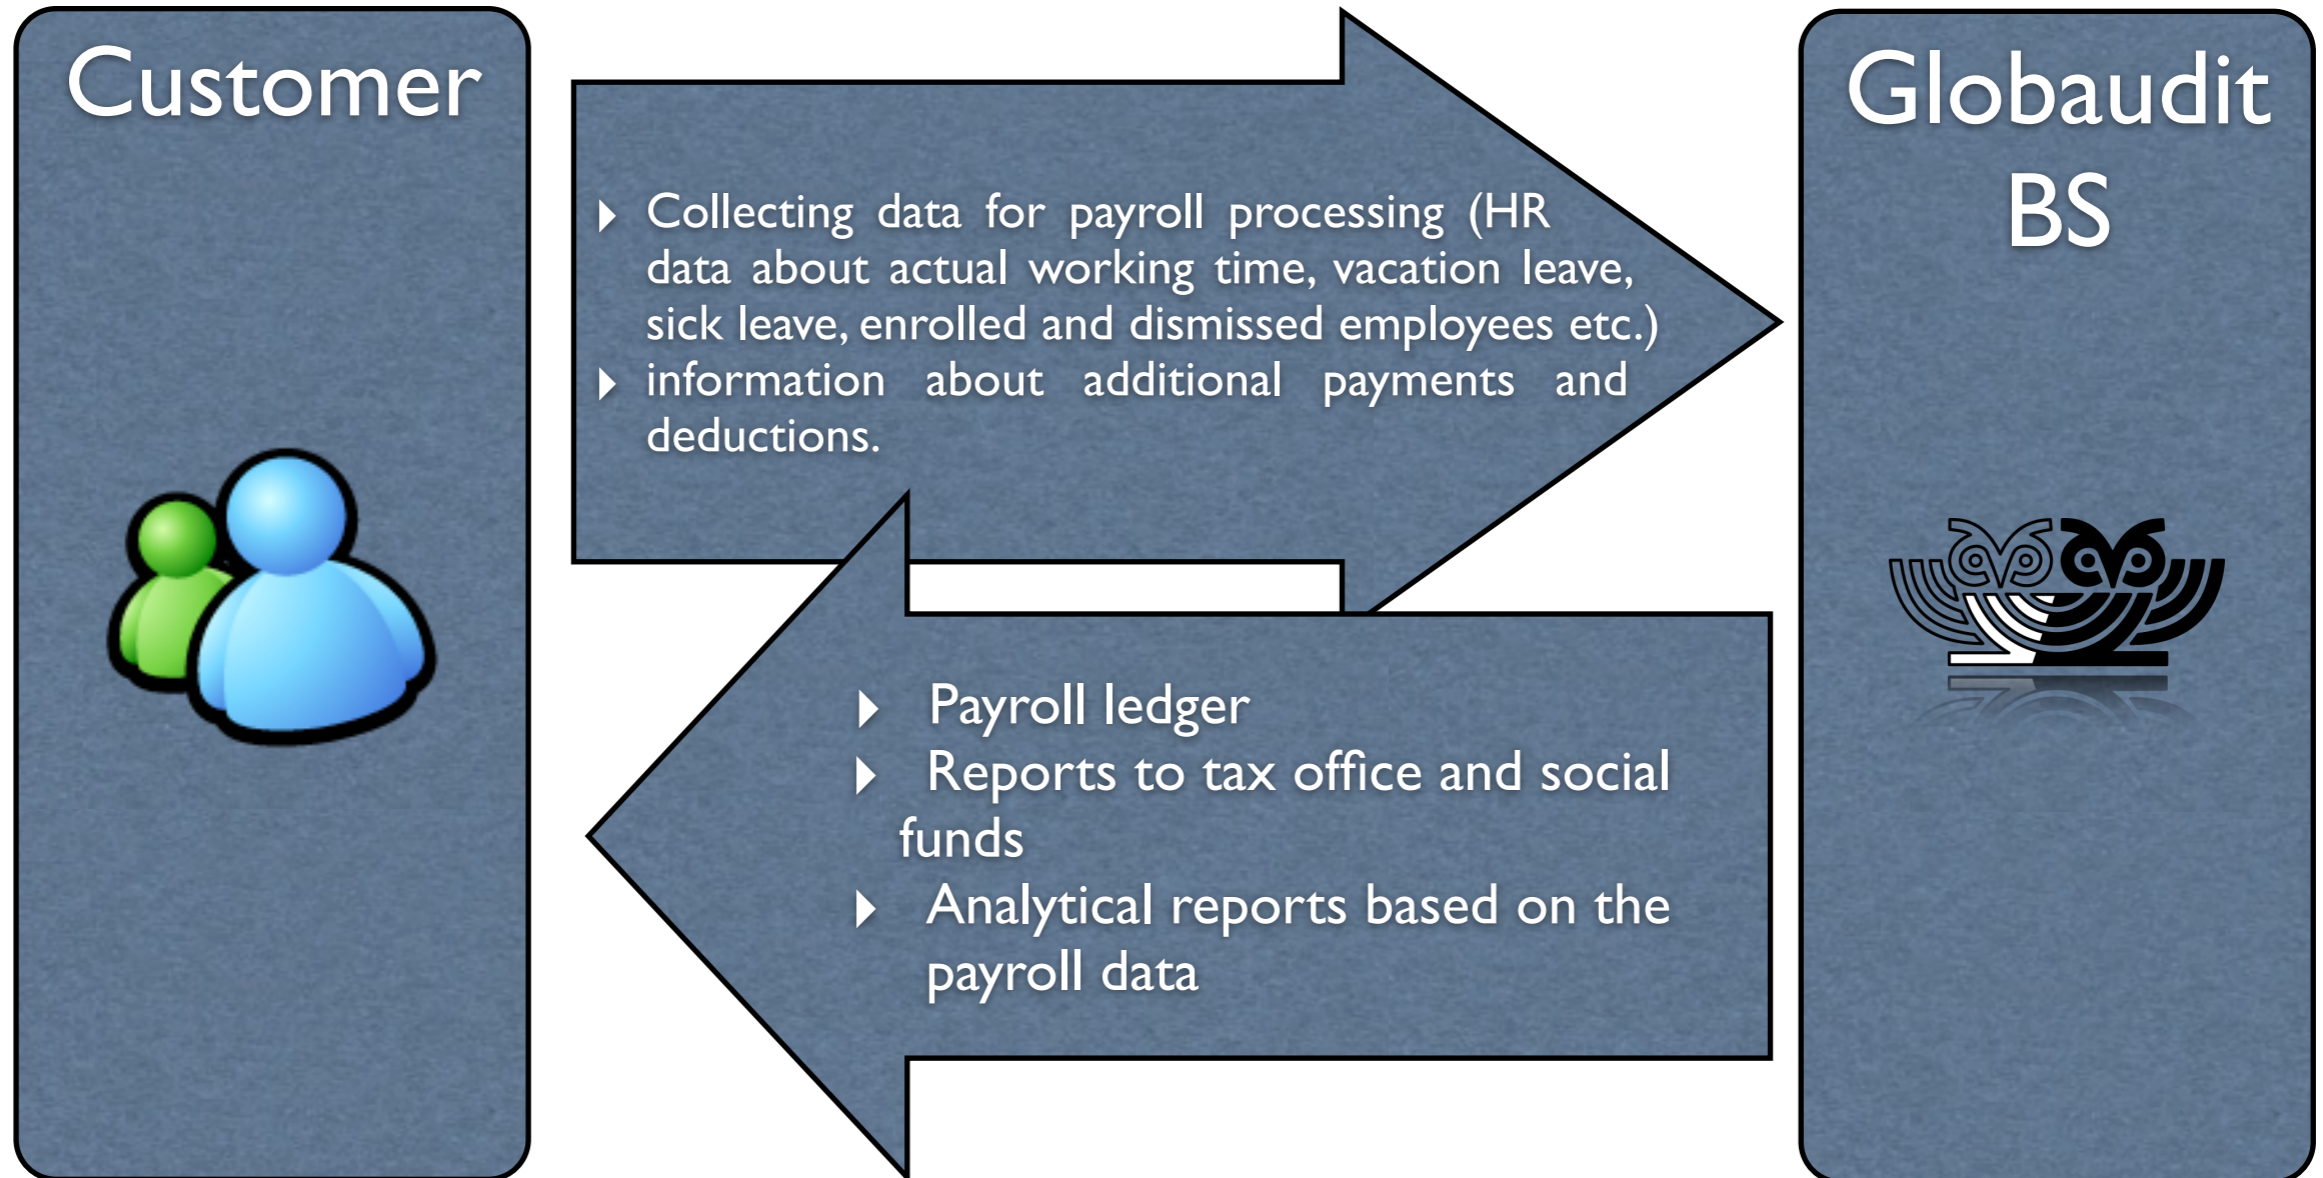 Customer
Collecting data for payroll processing (HR
data about actual working time, vacation leave,
sick leave, enrolled and dismissed employees etc.)
information about additional payments and
deductions.
Payroll ledger
Reports to tax office and social
funds
Analytical reports based on the
payroll data
Globaudit
BS